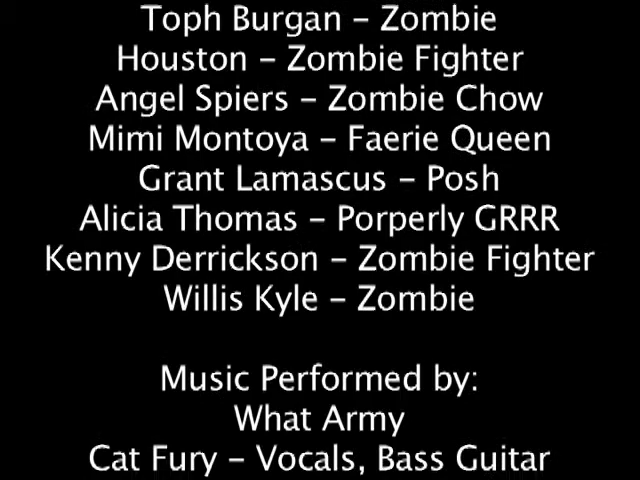 Toph Burgan – Zombie
Houston – Zombie Fighter
Angel Spiers – Zombie Chow
Mimi Montoya – Faerie Queen
Grant Lamascus – Posh
Alicia Thomas – Porperly GRRR
Kenny Derrickson – Zombie Fighter
Willis Kyle – Zombie
Music Performed by:
What Army
Cat Fury – Vocals, Bass Guitar